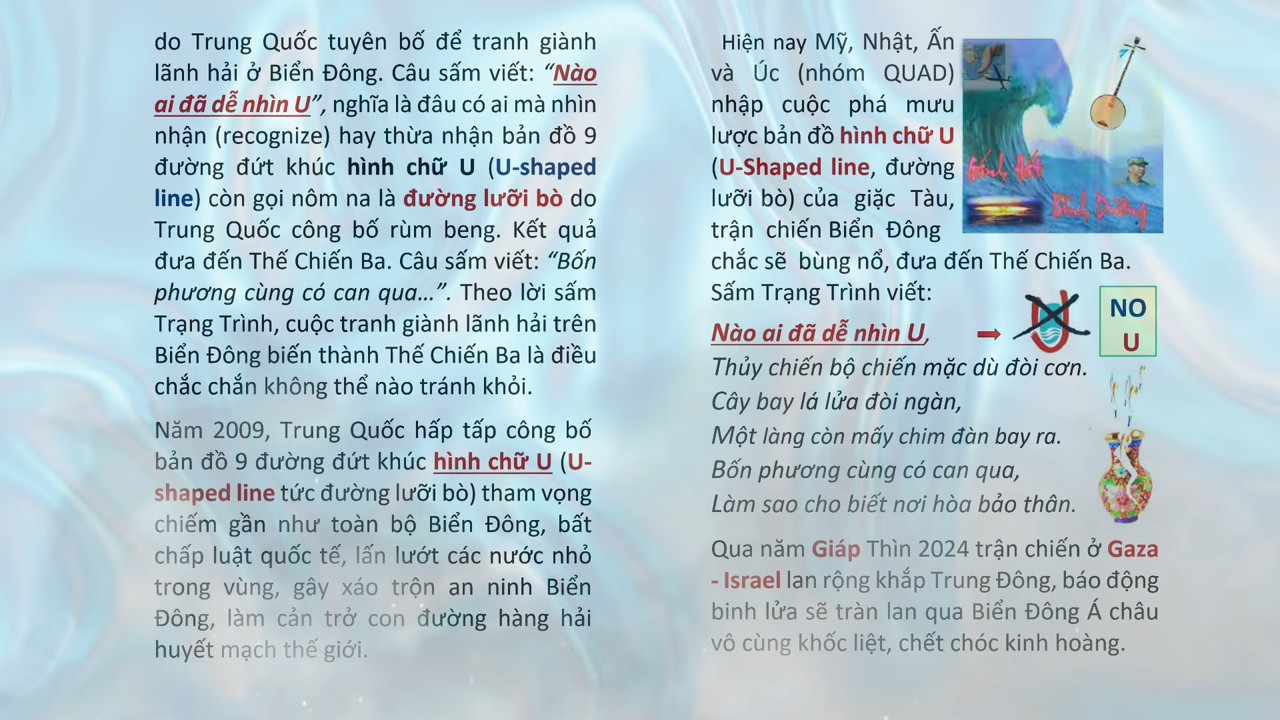 do Trung Quốc tuyên bố để tranh giành
lãnh hải ở Biển Đông. Câu sấm viết: “Nào
ai đã dễ nhìn U”, nghĩa là đâu có ai mà nhìn
nhận (recognize) hay thừa nhận bản đồ 9
đường đứt khúc hình chữ U (U-shaped
line) còn gọi nôm na là đường lưỡi bò do
Trung Quốc công bố rùm beng. Kết quả
đưa đến Thế Chiến Ba. Câu sấm viết: “Bốn
phương cùng có can qua…”. Theo lời sấm
Trạng Trình, cuộc tranh giành lãnh hải trên
Biển Đông biến thành Thế Chiến Ba là điều
chắc chắn không thể nào tránh khỏi.
Năm 2009, Trung Quốc hấp tấp công bố
bản đồ 9 đường đứt khúc hình chữ U (U-
shaped line tức đường lưỡi bò) tham vọng
chiếm gần như toàn bộ Biển Đông, bất
chấp luật quốc tế, lấn lướt các nước nhỏ
trong vùng, gây xáo trộn an ninh Biển
Đông, làm cản trở con đường hàng hải
huyết mạch thế giới.
Hiện nay Mỹ, Nhật, Ấn
và Úc (nhóm QUAD)
nhập cuộc phá mưu
lược bản đồ hình chữ U
(U-Shaped line, đường
lưỡi bò) của giặc Tàu,
trận chiến Biển Đông
chắc sẽ bùng nổ, đưa đến Thế Chiến Ba.
Sấm Trạng Trình viết:
Nào ai đã dễ nhìn U,
NO
U
Thủy chiến bộ chiến mặc dù đòi cơn.
Cây bay lá lửa đòi ngàn,
Một làng còn mấy chim đàn bay ra.
Bốn phương cùng có can qua,
Làm sao cho biết nơi hòa bảo thân.
Qua năm Giáp Thìn 2024 trận chiến ở Gaza
- Israel lan rộng khắp Trung Đông, báo động
binh lửa sẽ tràn lan qua Biển Đông Á châu
vô cùng khốc liệt, chết chóc kinh hoàng.